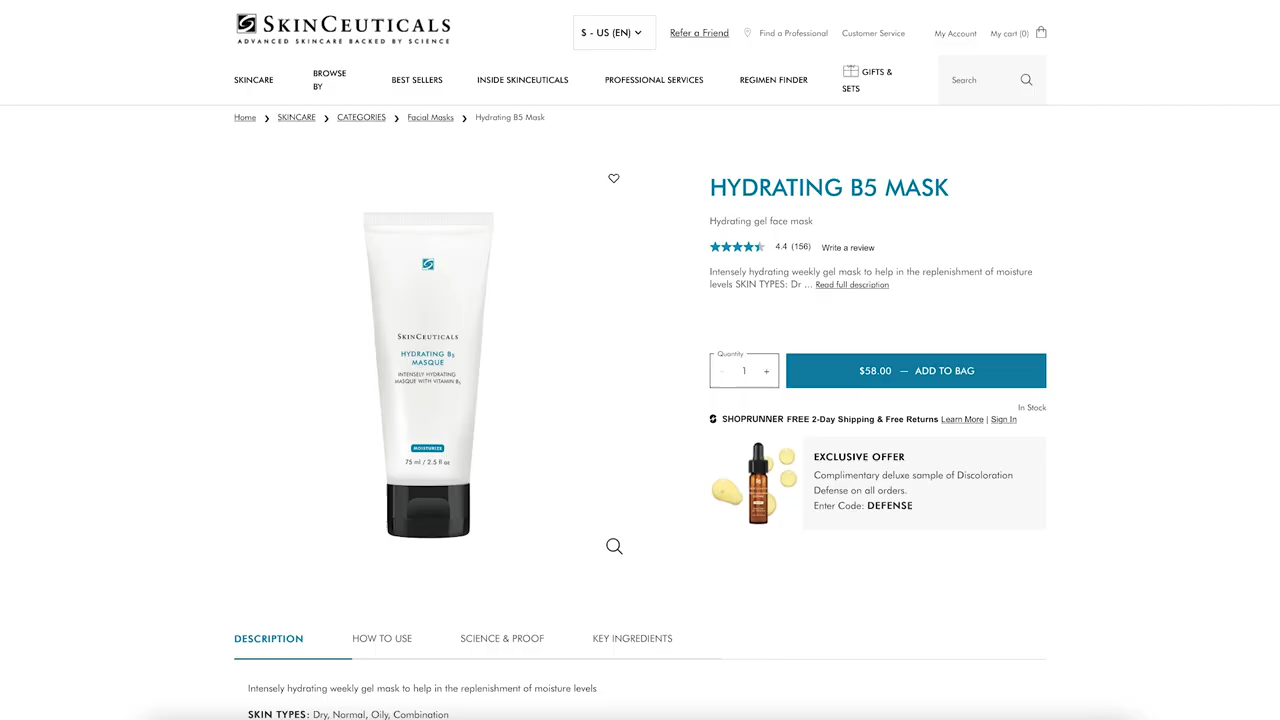 SKINCEUTICALS
ADVANCED SKINCARE BACKED BY SCIENCE
$ - US (EN)
Refer a Friend
Find a Professional
Customer Service
My Account
My cart (0)
SKINCARE
BROWSE
BY
BEST SELLERS
INSIDE SKINCEUTICALS
PROFESSIONAL SERVICES
REGIMEN FINDER
GIFTS &
SETS
Search
Home > SKINCARE > CATEGORIES > Facial Masks > Hydrating B5 Mask
SKINCEUTICALS
HYDRATING B5
MASQUE
INTENSELY HYDRATING
MASQUE WITH VITAMIN B5
MOISTURIZE
75 ml / 2.5 fl oz
HYDRATING B5 MASK
Hydrating gel face mask
4.4 (156) Write a review
Intensely hydrating weekly gel mask to help in the replenishment of moisture
levels SKIN TYPES: Dr ... Read full description
Quantity
- 1 +
$58.00 — ADD TO BAG
In Stock
SHOPRUNNER FREE 2-Day Shipping & Free Returns Learn More | Sign In
EXCLUSIVE OFFER
Complimentary deluxe sample of Discoloration
Defense on all orders.
Enter Code: DEFENSE
DESCRIPTION
HOW TO USE
SCIENCE & PROOF
KEY INGREDIENTS
Intensely hydrating weekly gel mask to help in the replenishment of moisture levels
SKIN TYPES: Dry, Normal, Oily, Combination